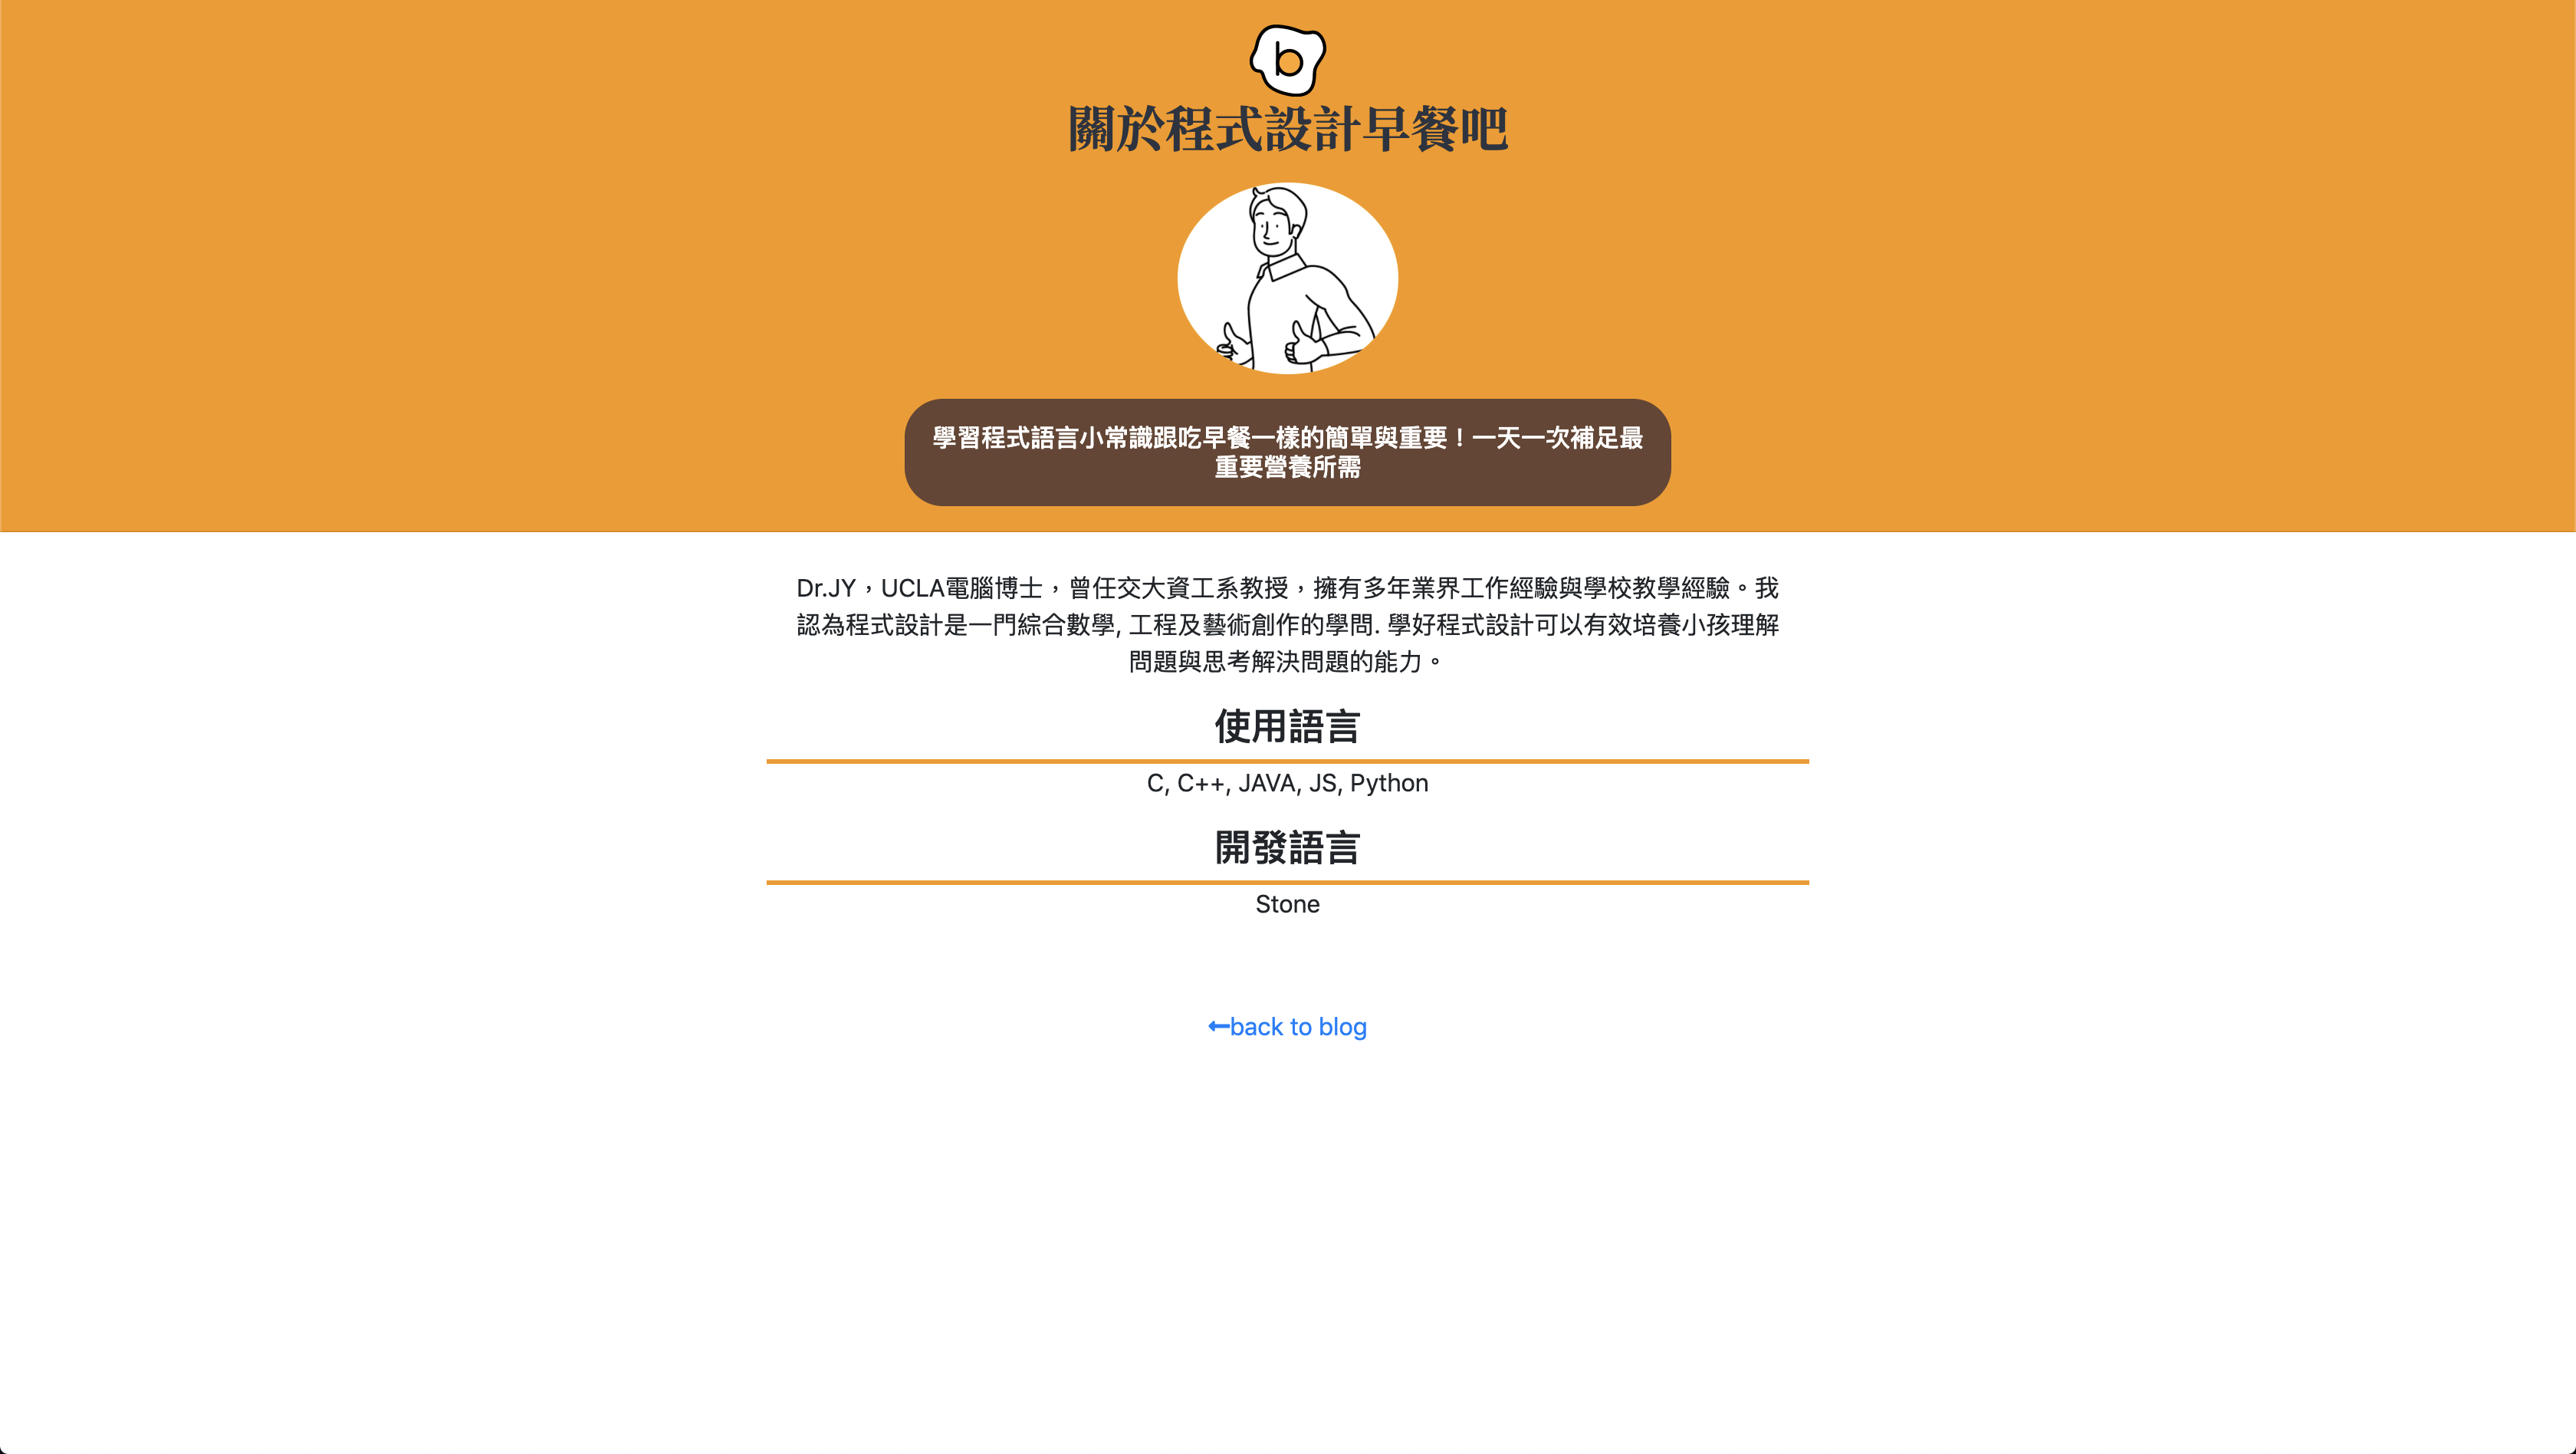 b
關於程式設計早餐吧
學習程式語言小常識跟吃早餐一樣的簡單與重要！一天一次補足最
重要營養所需
Dr.JY，UCLA電腦博士，曾任交大資工系教授，擁有多年業界工作經驗與學校教學經驗。我
認為程式設計是一門綜合數學, 工程及藝術創作的學問. 學好程式設計可以有效培養小孩理解
問題與思考解決問題的能力。
使用語言
C, C++, JAVA, JS, Python
開發語言
Stone
←back to blog